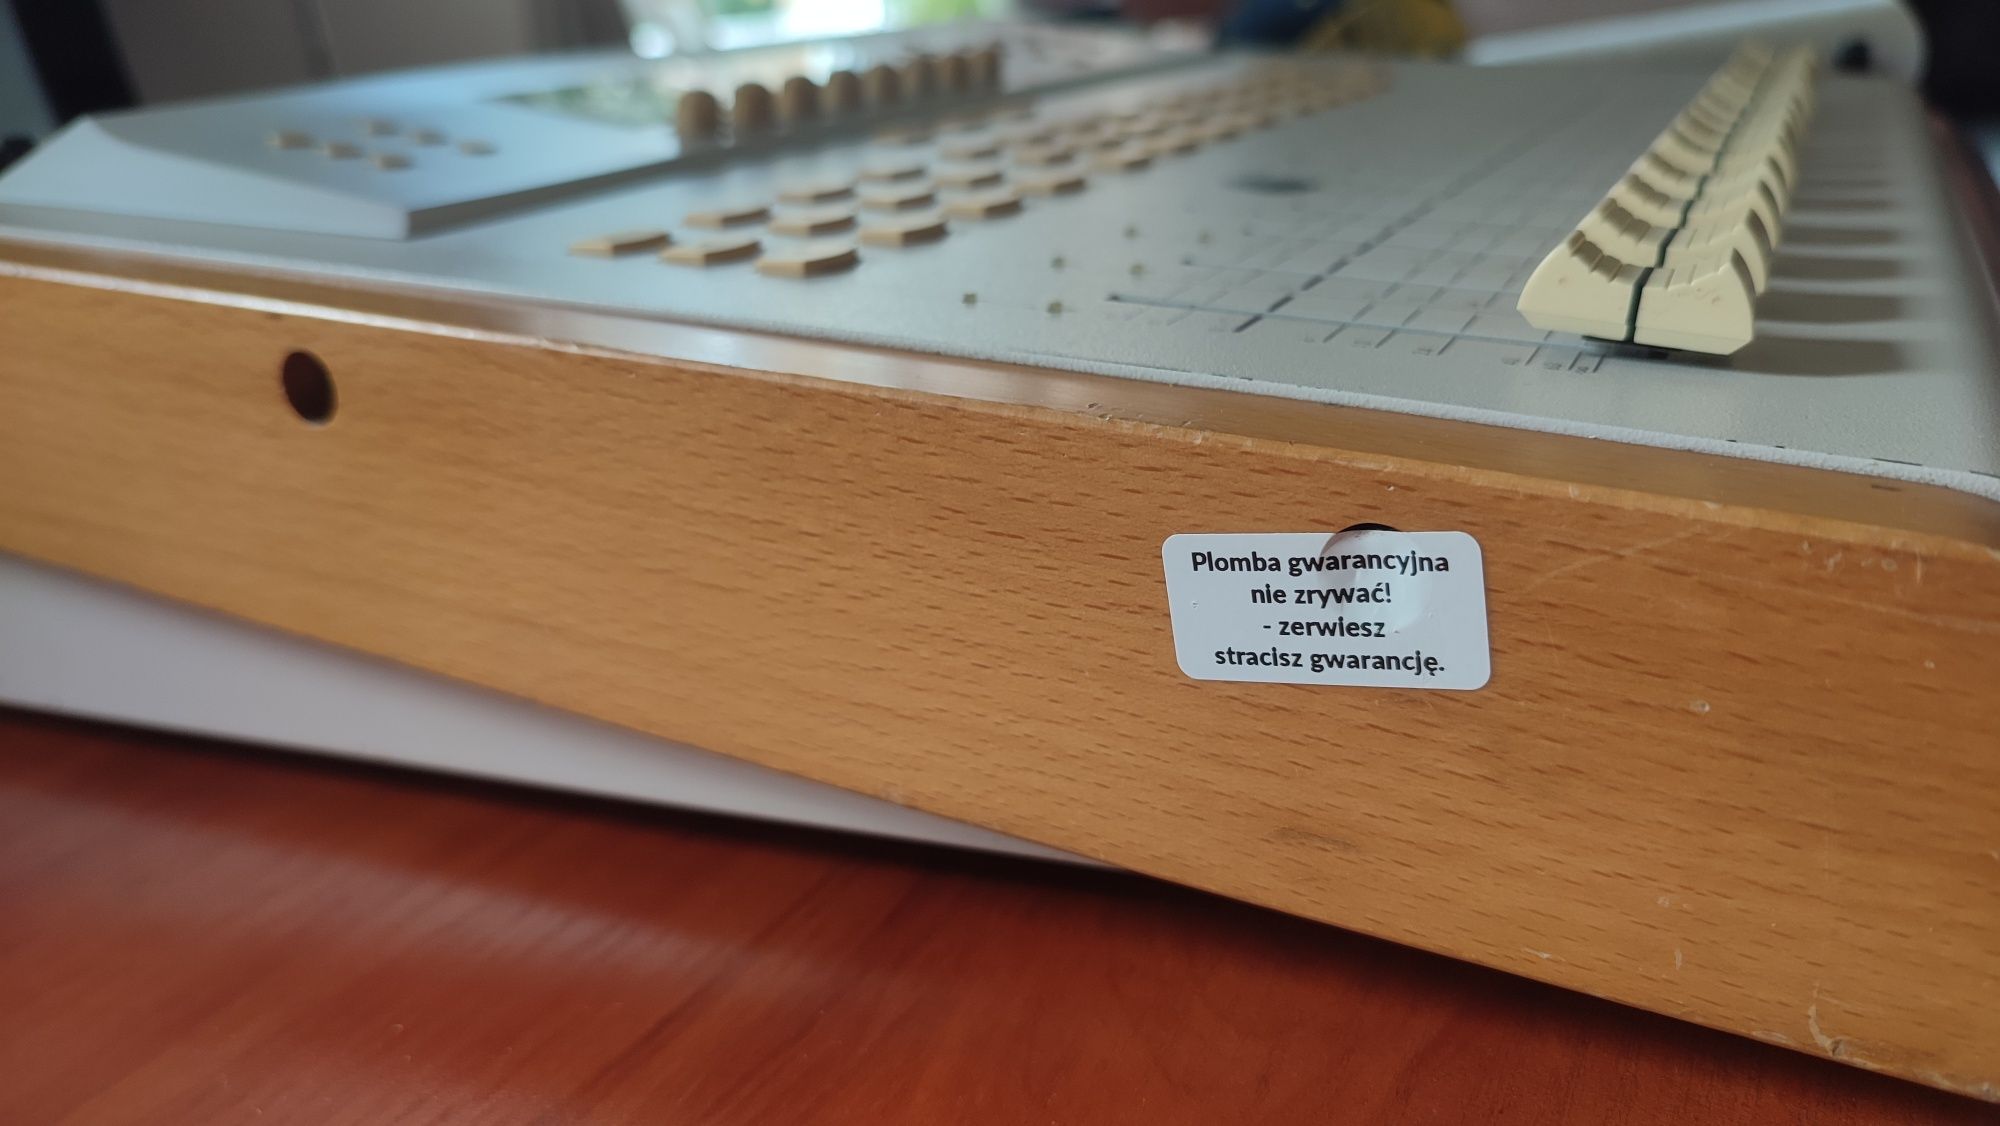 Plomba gwarancyjna
nie zrywać!
- zerwiesz
stracisz gwarancję.